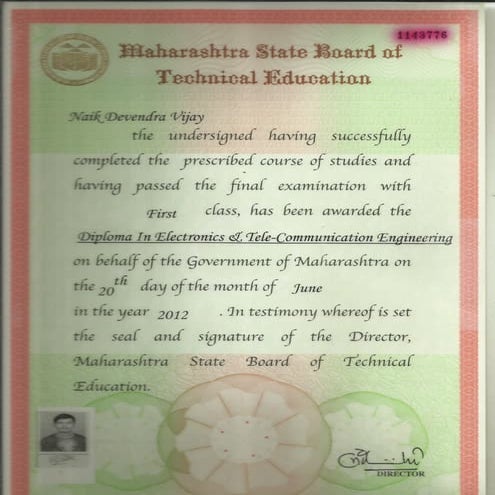 1143776
Maharashtra State Board of
Technical Education
Naik Devendra Vijay
the undersigned having successfully
completed the prescribed course of studies and
having passed the final examination with
First class, has been awarded the
Diploma In Electronics & Tele-Communication Engineering
on behalf of the Government of Maharashtra on
the 20th day of the month of June
in the year 2012 . In testimony whereof is set
the seal and signature of the Director,
Maharashtra State Board of Technical
Education.
DIRECTOR